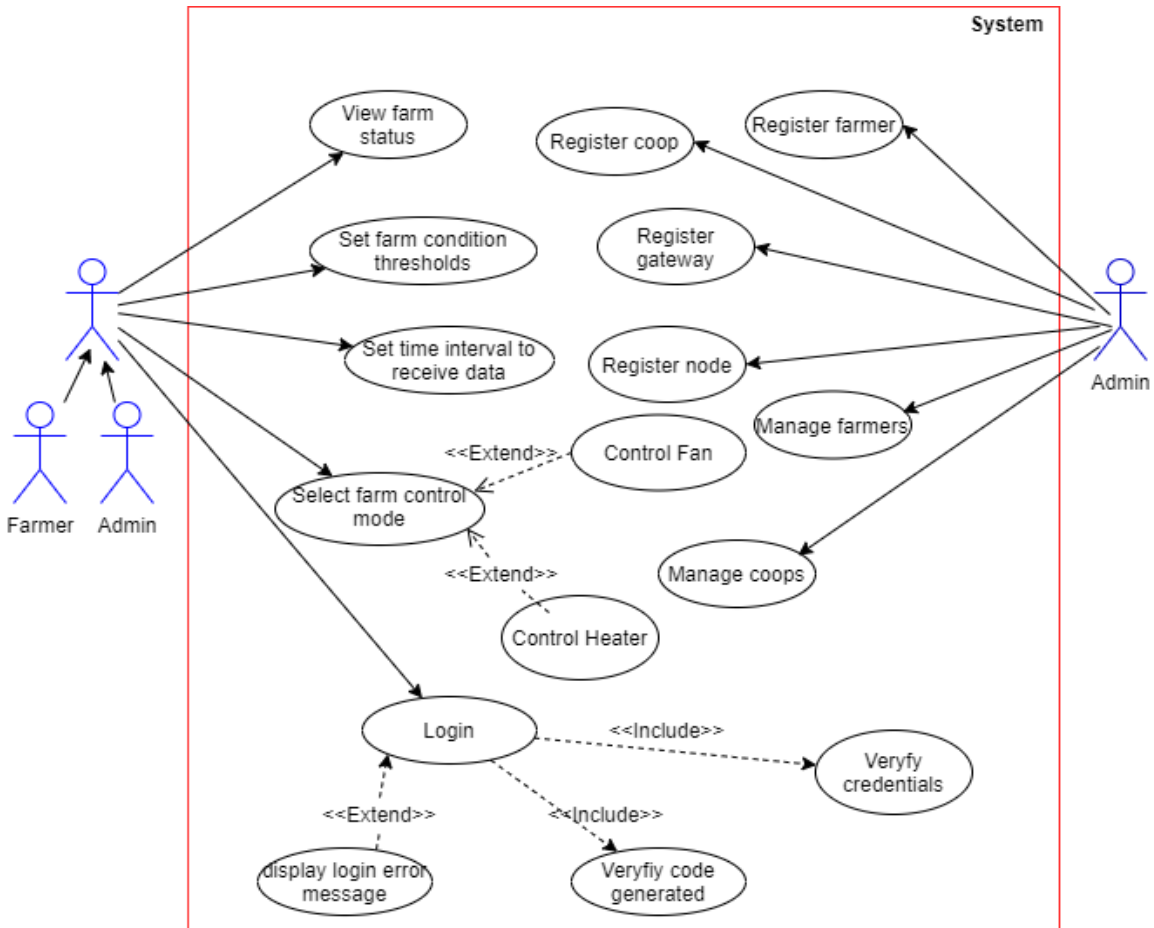 System
View farm
status
Register coop
Register farmer
Set farm condition
thresholds
Register
gateway
Set time interval to
receive data
Register node
Admin
Manage farmers
<<Extend>>
Control Fan
Select farm control
mode
Farmer
Admin
<<Extend>>
Manage coops
Control Heater
Login
<<Include>>
Veryfy
credentials
<<Extend>>
<<Include>>
display login error
message
Veryfiy code
generated